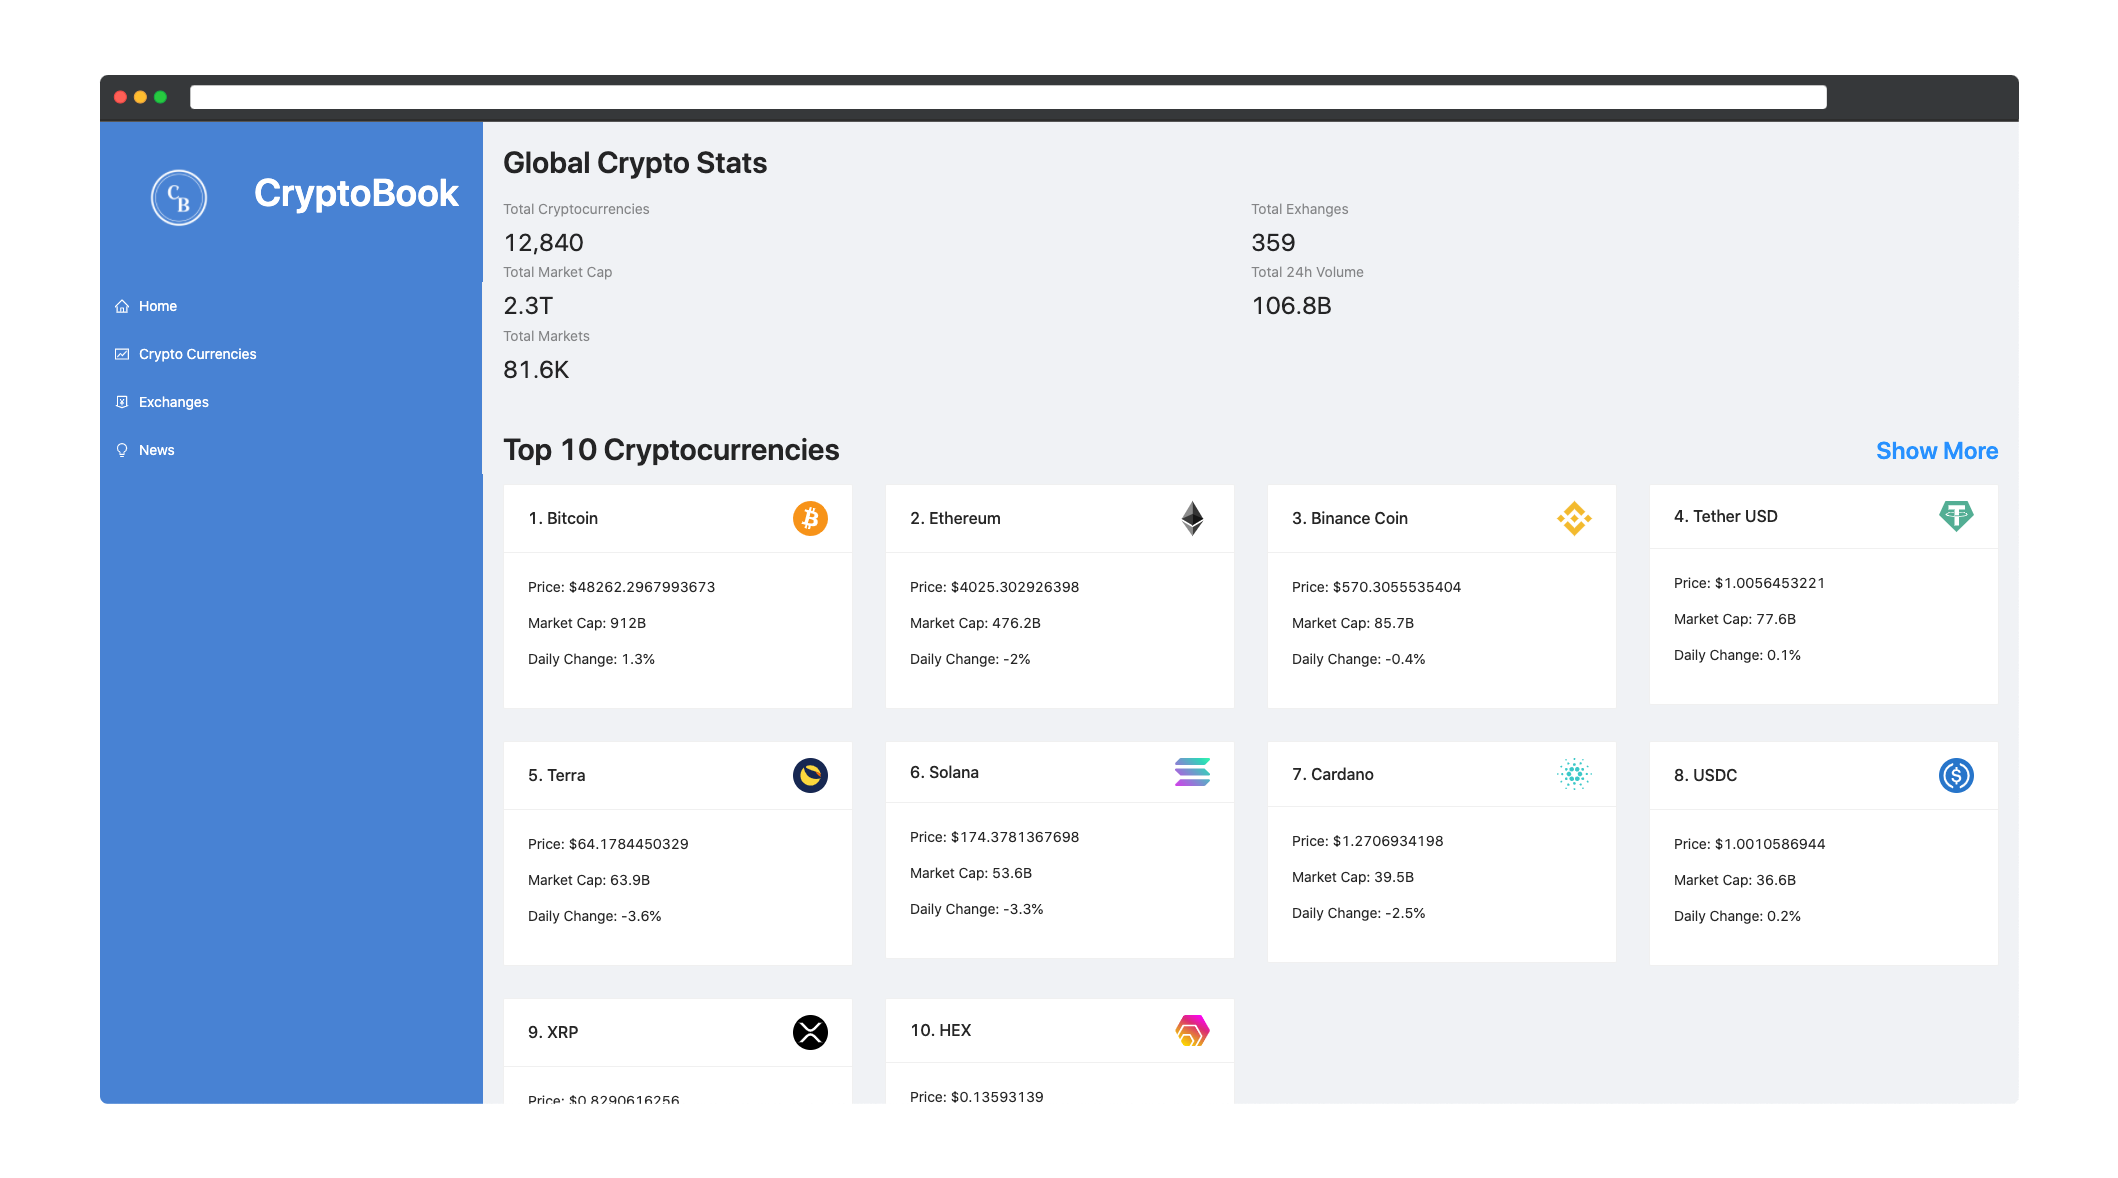 C
B
CryptoBook
Home
Crypto Currencies
Exchanges
News
Global Crypto Stats
Total Cryptocurrencies
12,840
Total Exhanges
359
Total Market Cap
2.3T
Total 24h Volume
106.8B
Total Markets
81.6K
Top 10 Cryptocurrencies
Show More
1. Bitcoin
Price: $48262.2967993673
Market Cap: 912B
Daily Change: 1.3%
2. Ethereum
Price: $4025.302926398
Market Cap: 476.2B
Daily Change: -2%
3. Binance Coin
Price: $570.3055535404
Market Cap: 85.7B
Daily Change: -0.4%
4. Tether USD
Price: $1.0056453221
Market Cap: 77.6B
Daily Change: 0.1%
5. Terra
Price: $64.1784450329
Market Cap: 63.9B
Daily Change: -3.6%
6. Solana
Price: $174.3781367698
Market Cap: 53.6B
Daily Change: -3.3%
7. Cardano
Price: $1.2706934198
Market Cap: 39.5B
Daily Change: -2.5%
8. USDC
Price: $1.0010586944
Market Cap: 36.6B
Daily Change: 0.2%
9. XRP
Price: $0.8290616256
10. HEX
Price: $0.13593139